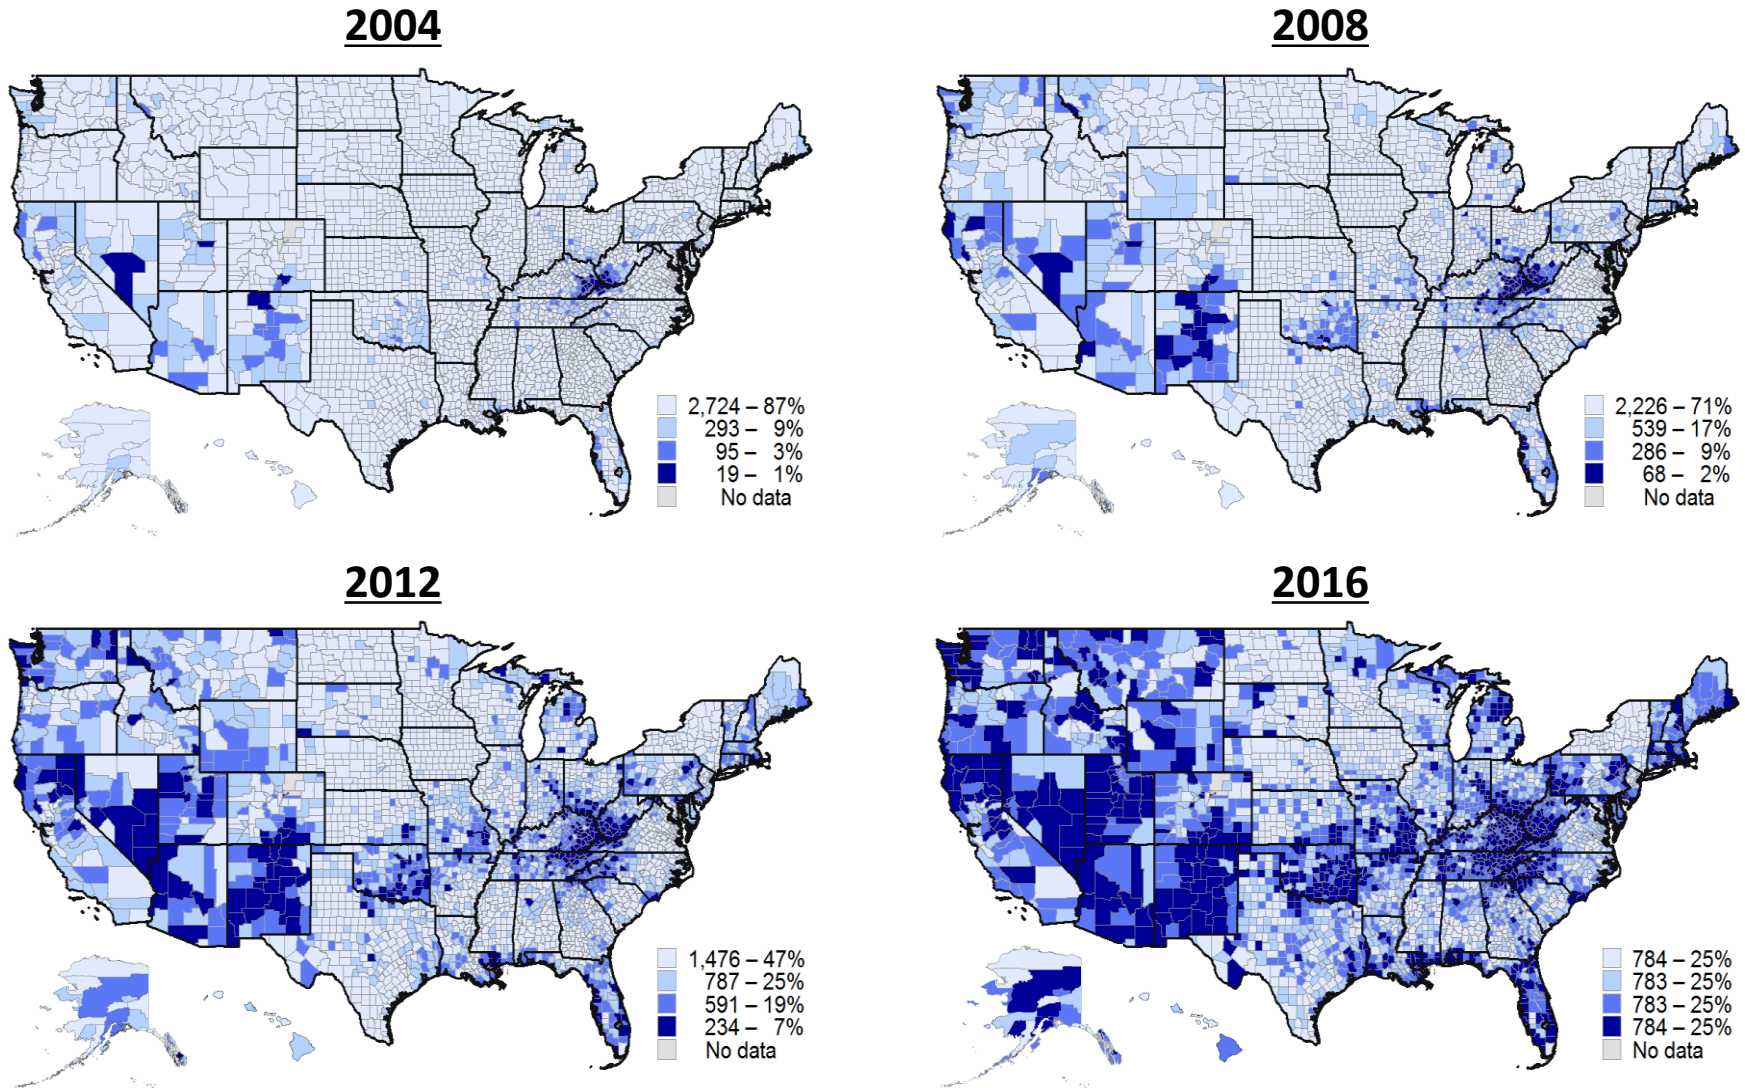 2004
2,724 – 87%
293 – 9%
95 – 3%
19 – 1%
No data
2008
2,226 – 71%
539 – 17%
286 – 9%
68 – 2%
No data
2012
1,476 – 47%
787 – 25%
591 – 19%
234 – 7%
No data
2016
784 – 25%
783 – 25%
783 – 25%
784 – 25%
No data